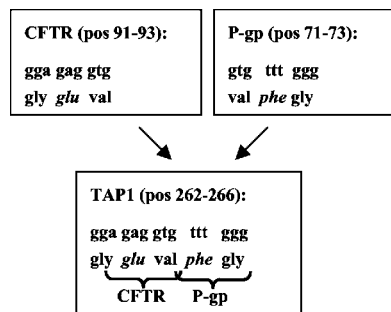 CFTR (pos 91-93):
gga gag gtg
gly glu val
P-gp (pos 71-73):
gtg ttt ggg
val phe gly
TAP1 (pos 262-266):
gga gag gtg ttt ggg
gly glu val phe gly
CFTR P-gp